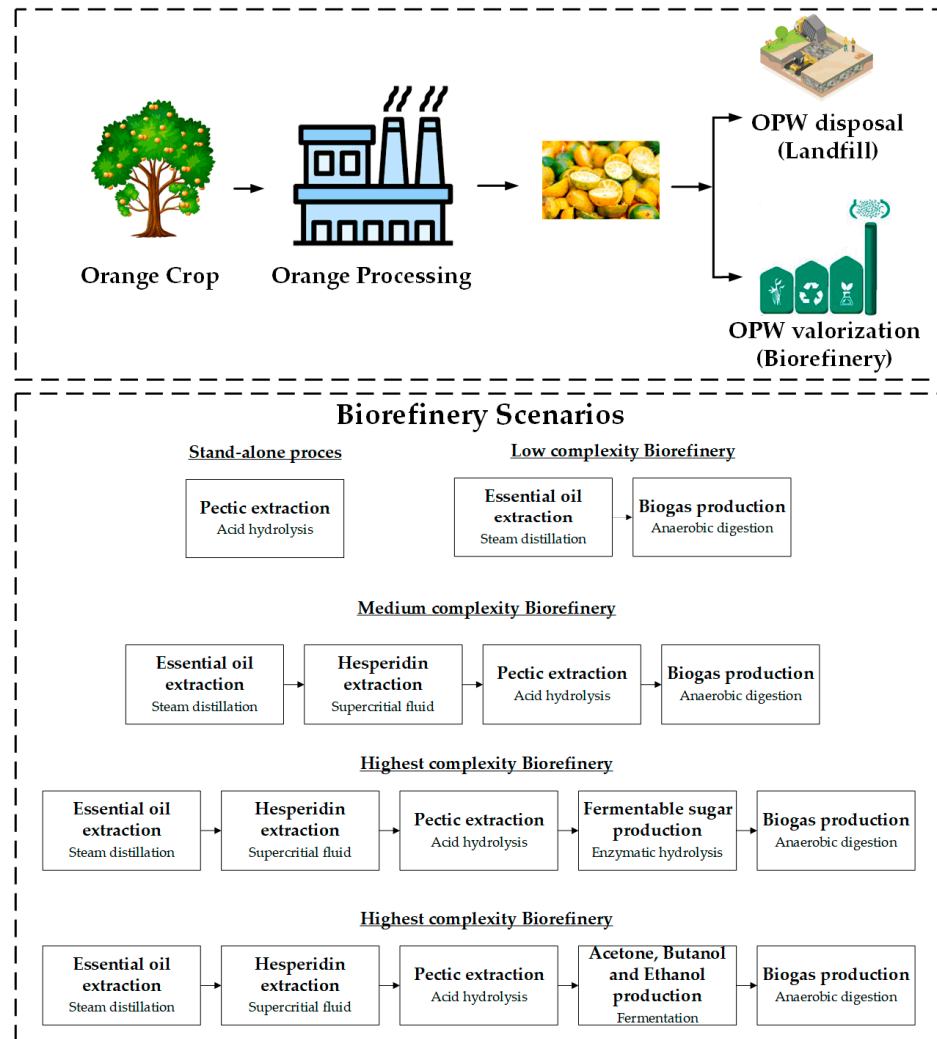 OPW disposal
(Landfill)
Orange Crop
Orange Processing
OPW valorization
(Biorefinery)
Biorefinery Scenarios
Stand-alone proces
Low complexity Biorefinery
Pectic extraction
Acid hydrolysis
Essential oil
extraction
Steam distillation
Biogas production
Anaerobic digestion
Medium complexity Biorefinery
Essential oil
extraction
Steam distillation
Hesperidin
extraction
Supercritial fluid
Pectic extraction
Acid hydrolysis
Biogas production
Anaerobic digestion
Highest complexity Biorefinery
Essential oil
extraction
Steam distillation
Hesperidin
extraction
Supercritial fluid
Pectic extraction
Acid hydrolysis
Fermentable sugar
production
Enzymatic hydrolysis
Biogas production
Anaerobic digestion
Highest complexity Biorefinery
Essential oil
extraction
Steam distillation
Hesperidin
extraction
Supercritial fluid
Pectic extraction
Acid hydrolysis
Acetone, Butanol
and Ethanol
production
Fermentation
Biogas production
Anaerobic digestion